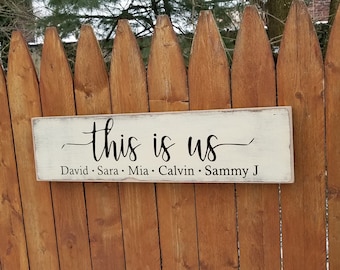 this is us
David • Sara • Mia • Calvin • Sammy J